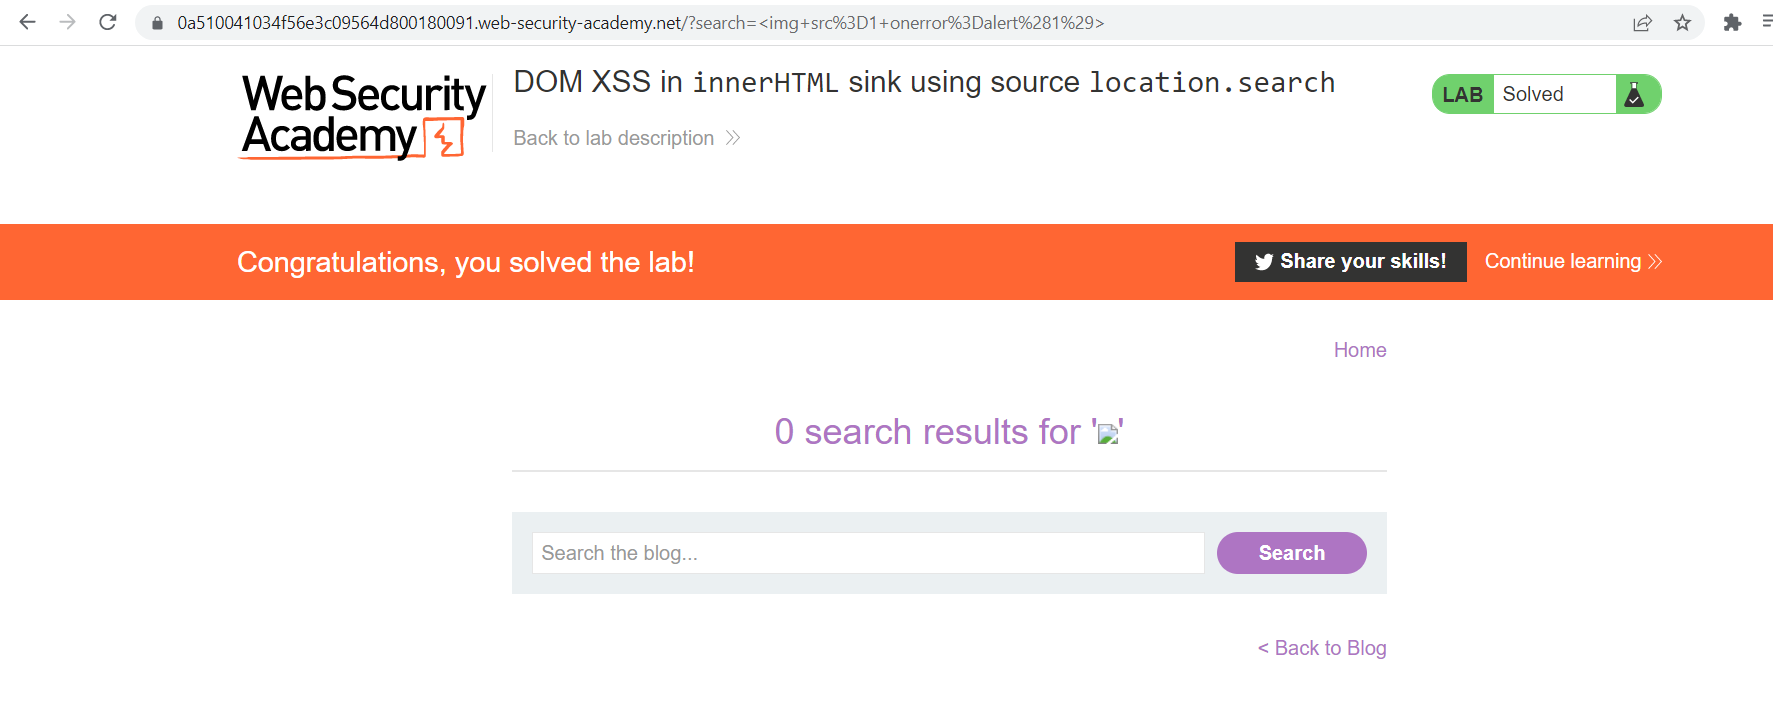 0a510041034f56e3c09564d800180091.web-security-academy.net/?search=<img+src%3D1+onerror%3Dalert%281%29>
Web Security
Academy
DOM XSS in innerHTML sink using source location.search
Back to lab description
LAB Solved
Congratulations, you solved the lab!
Share your skills!
Continue learning
Home
0 search results for ''
Search the blog...
Search
< Back to Blog